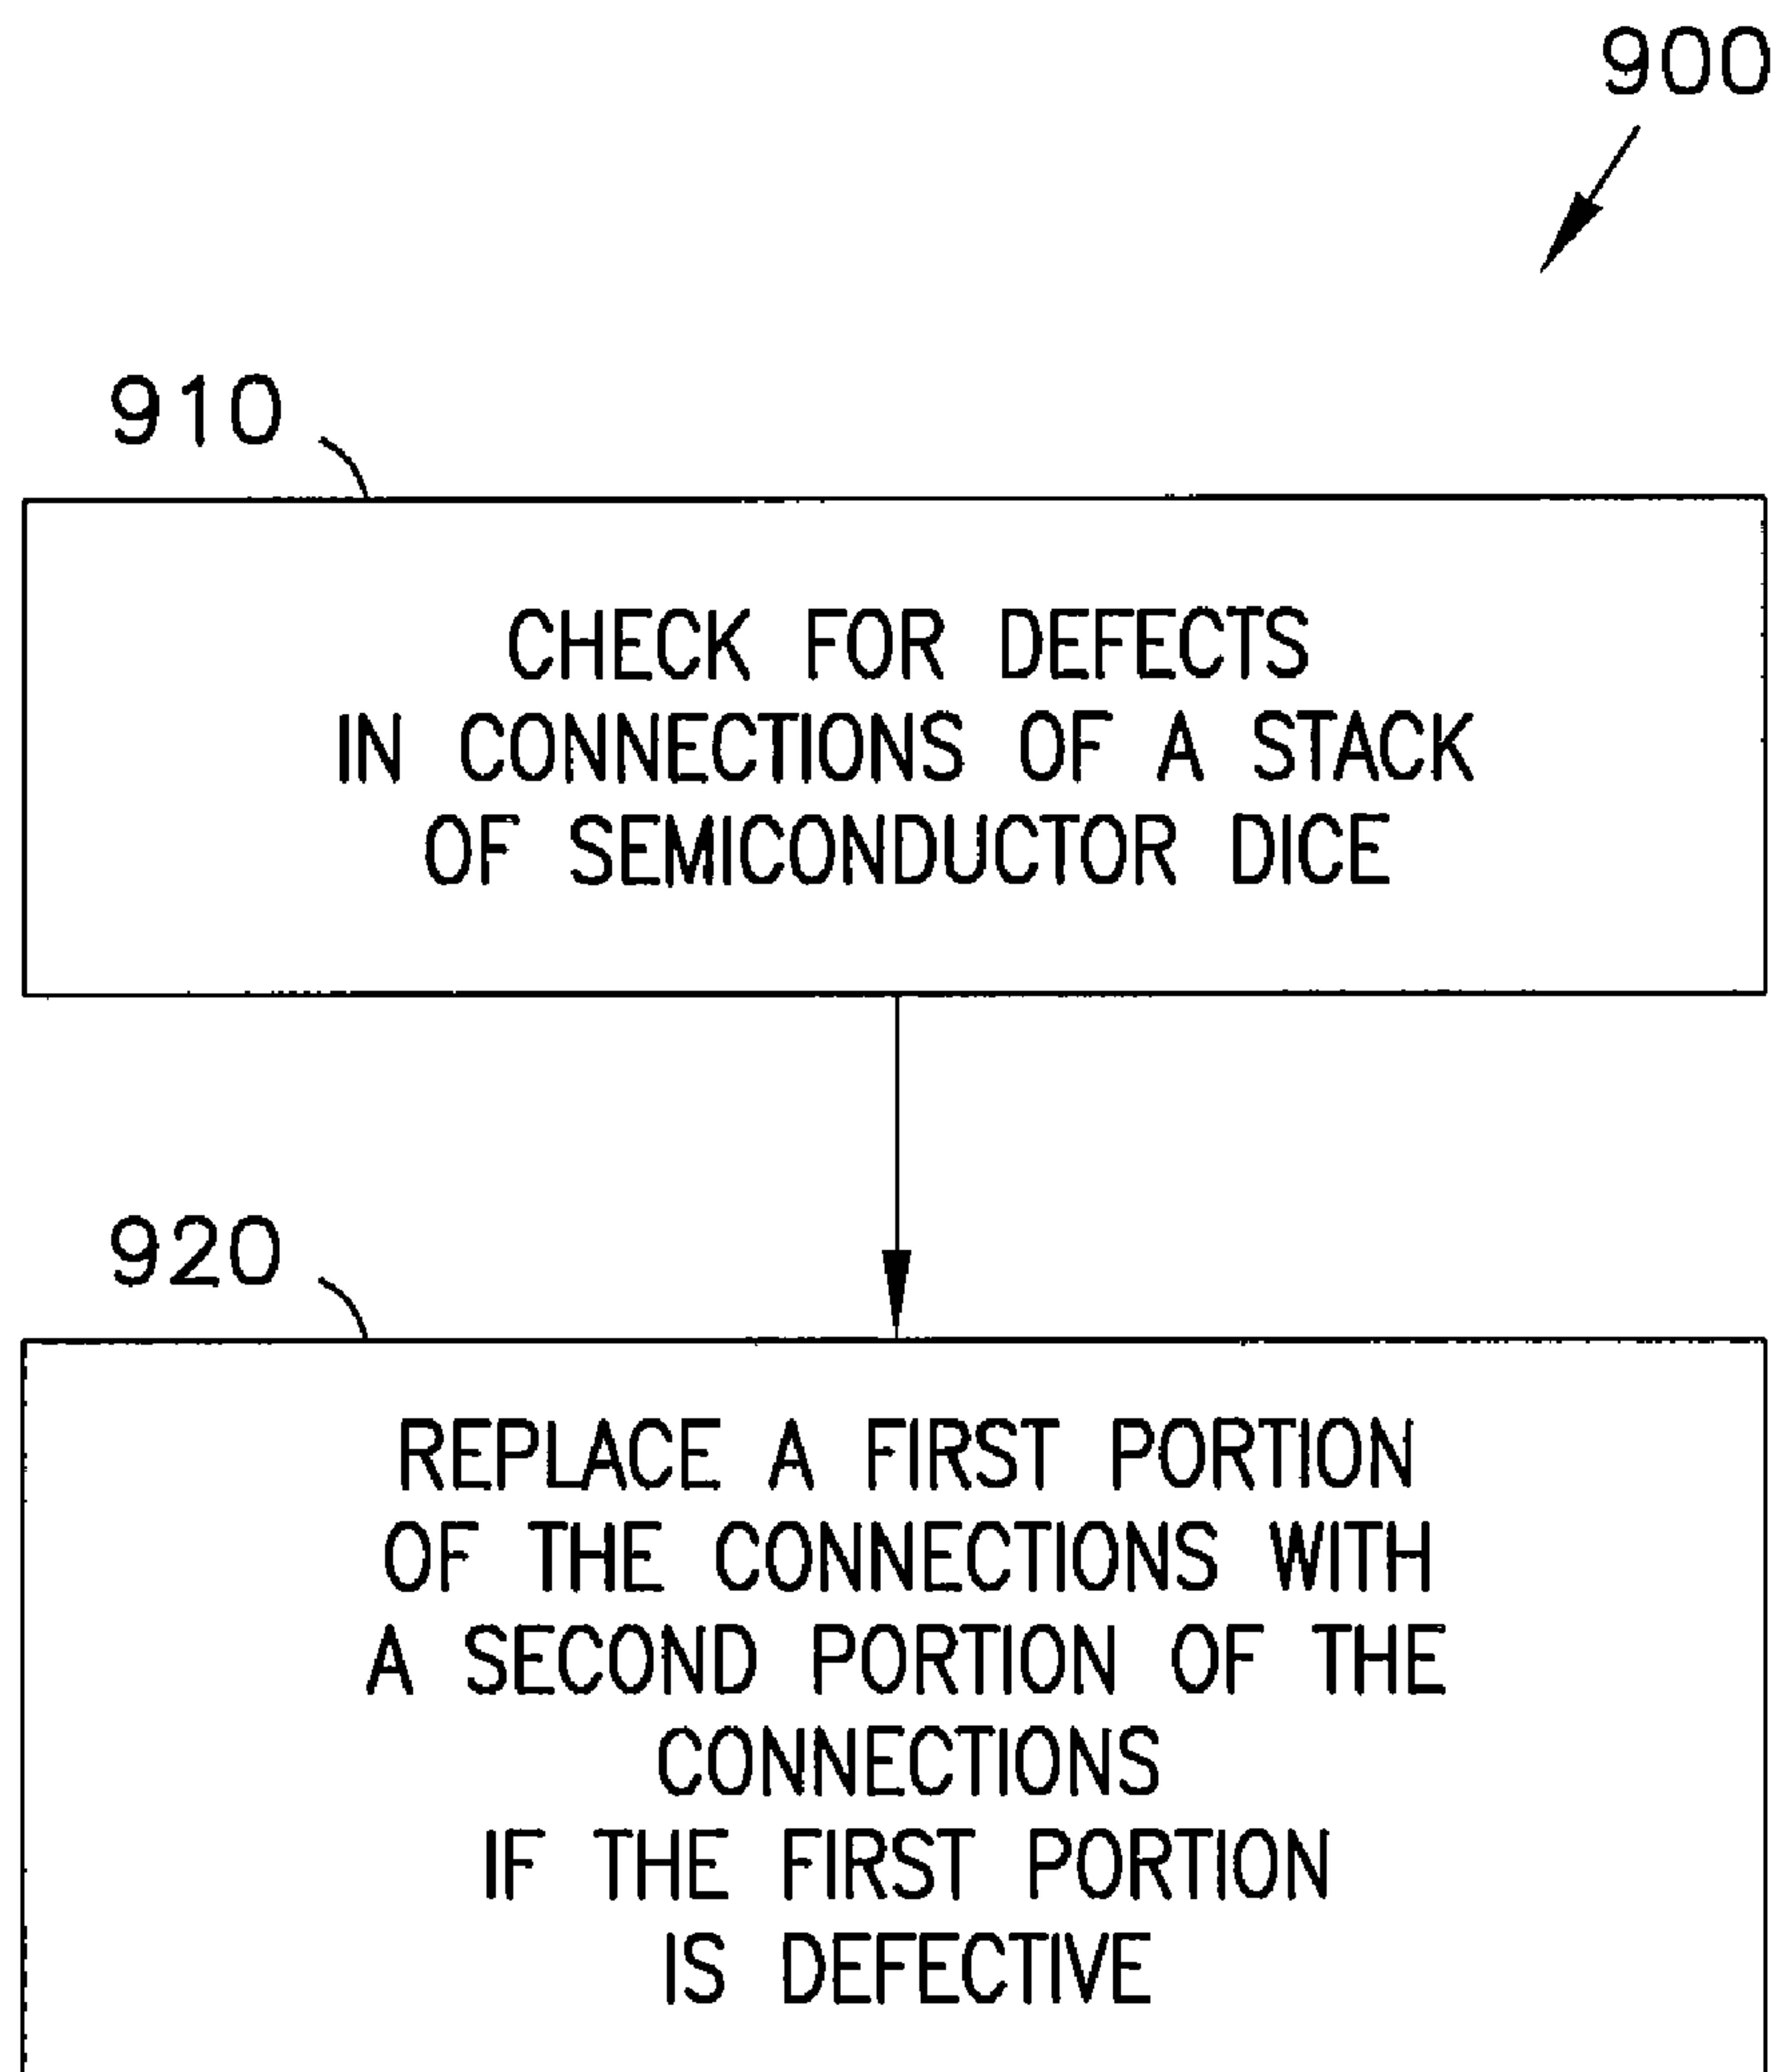 900
910
CHECK FOR DEFECTS
IN CONNECTIONS OF A STACK
OF SEMICONDUCTOR DICE
920
REPLACE A FIRST PORTION
OF THE CONNECTIONS WITH
A SECOND PORTION OF THE
CONNECTIONS
IF THE FIRST PORTION
IS DEFECTIVE